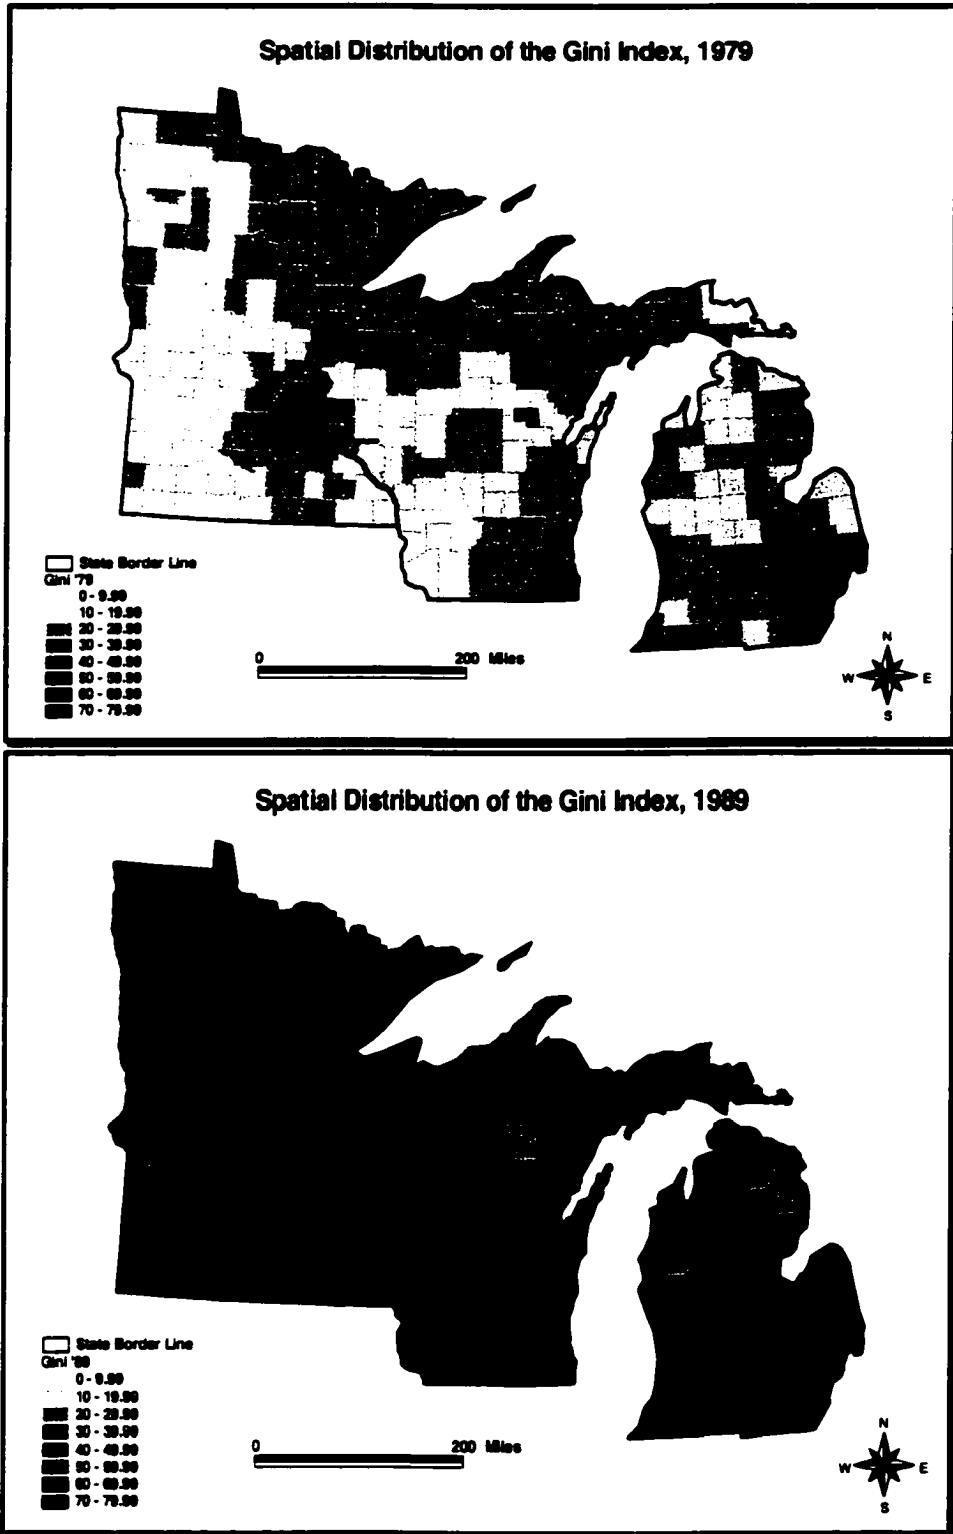 Spatial Distribution of the Gini Index, 1979
State Border Line
Gini '79
0 - 9.99
10 - 19.99
20 - 29.99
30 - 39.99
40 - 49.99
50 - 59.99
60 - 69.99
70 - 79.99
0 200 Miles
N
W E
S
Spatial Distribution of the Gini Index, 1989
State Border Line
Gini '89
0 - 9.99
10 - 19.99
20 - 29.99
30 - 39.99
40 - 49.99
50 - 59.99
60 - 69.99
70 - 79.99
0 200 Miles
N
W E
S